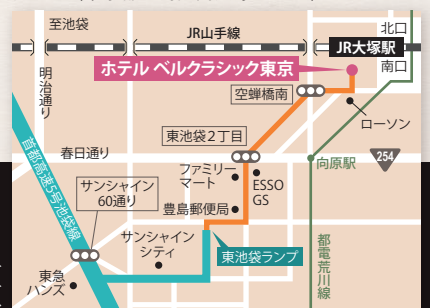 至池袋
JR山手線
北口
JR大塚駅
南口
ホテル ベルクラシック東京
明治通り
空蝉橋南
ローソン
東池袋2丁目
春日通り
ファミリー
マート
ESSO
GS
向原駅
254
首都高速5号池袋線
サンシャイン
60通り
豊島郵便局
サンシャイン
シティ
東池袋ランプ
都電荒川線
東急
ハンズ